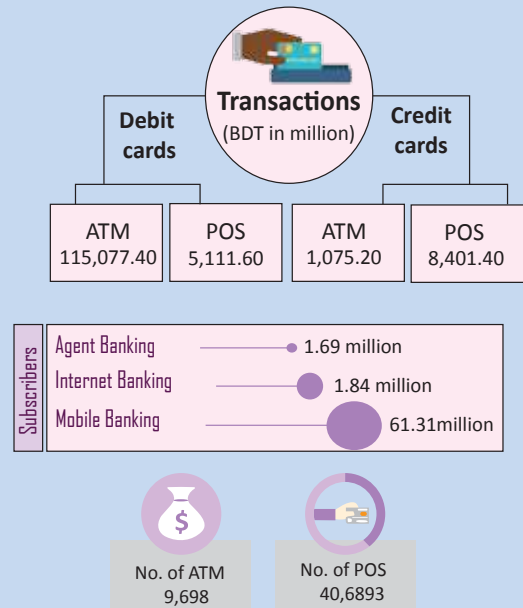 Transactions
(BDT in million)
Debit
cards
Credit
cards
ATM
115,077.40
POS
5,111.60
ATM
1,075.20
POS
8,401.40
Subscribers
Agent Banking
1.69 million
Internet Banking
1.84 million
Mobile Banking
61.31million
$
No. of ATM
9,698
No. of POS
40,6893